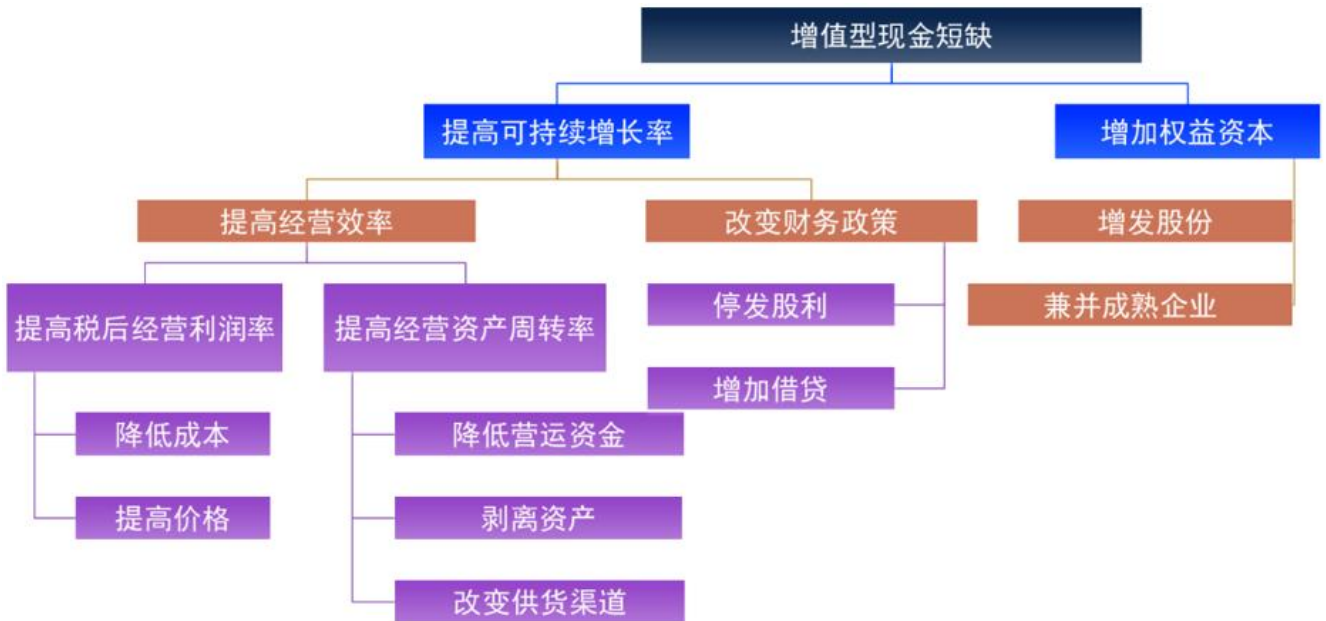 增值型现金短缺
提高可持续增长率
增加权益资本
提高经营效率
改变财务政策
增发股份
停发股利
兼并成熟企业
提高税后经营利润率
提高经营资产周转率
增加借贷
降低成本
降低营运资金
提高价格
剥离资产
改变供货渠道